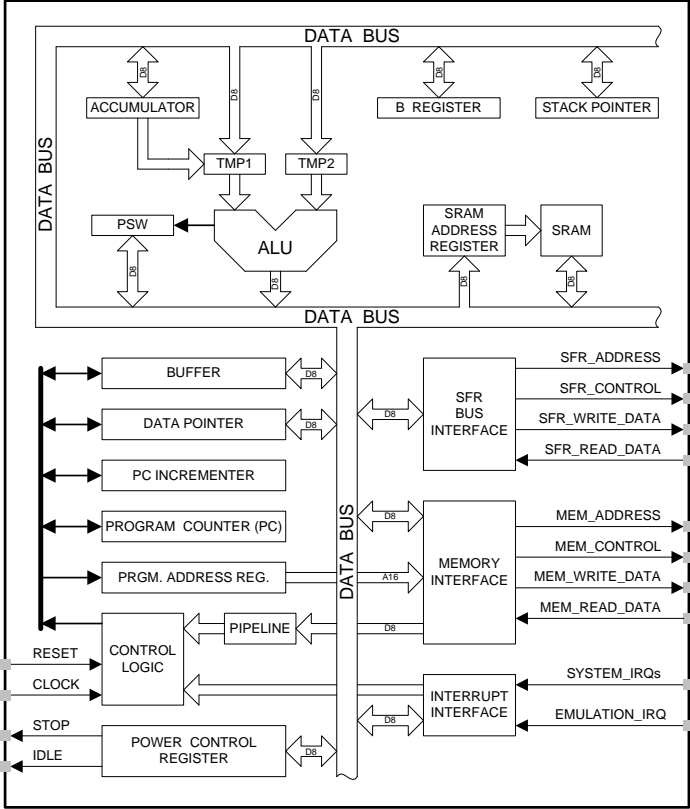 DATA BUS
D8
D8
D8
D8
D8
ACCUMULATOR
B REGISTER
STACK POINTER
DATA BUS
TMP1
TMP2
PSW
ALU
SRAM
ADDRESS
REGISTER
SRAM
D8
D8
D8
D8
DATA BUS
BUFFER
D8
SFR
BUS
INTERFACE
D8
SFR_ADDRESS
SFR_CONTROL
SFR_WRITE_DATA
SFR_READ_DATA
DATA POINTER
D8
PC INCREMENTER
PROGRAM COUNTER (PC)
D8
DATA BUS
MEMORY
INTERFACE
MEM_ADDRESS
MEM_CONTROL
MEM_WRITE_DATA
MEM_READ_DATA
PRGM. ADDRESS REG.
A16
PIPELINE
D8
CONTROL
LOGIC
RESET
CLOCK
INTERRUPT
INTERFACE
SYSTEM_IRQs
EMULATION_IRQ
D8
STOP
IDLE
POWER CONTROL
REGISTER
D8